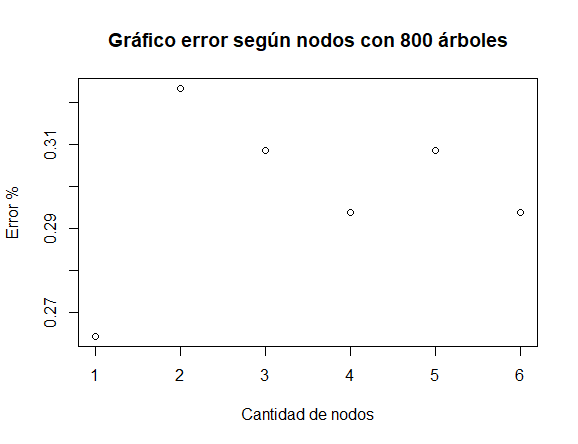 Gráfico error según nodos con 800 árboles
Error %
0.31
0.29
0.27
1 2 3 4 5 6
Cantidad de nodos